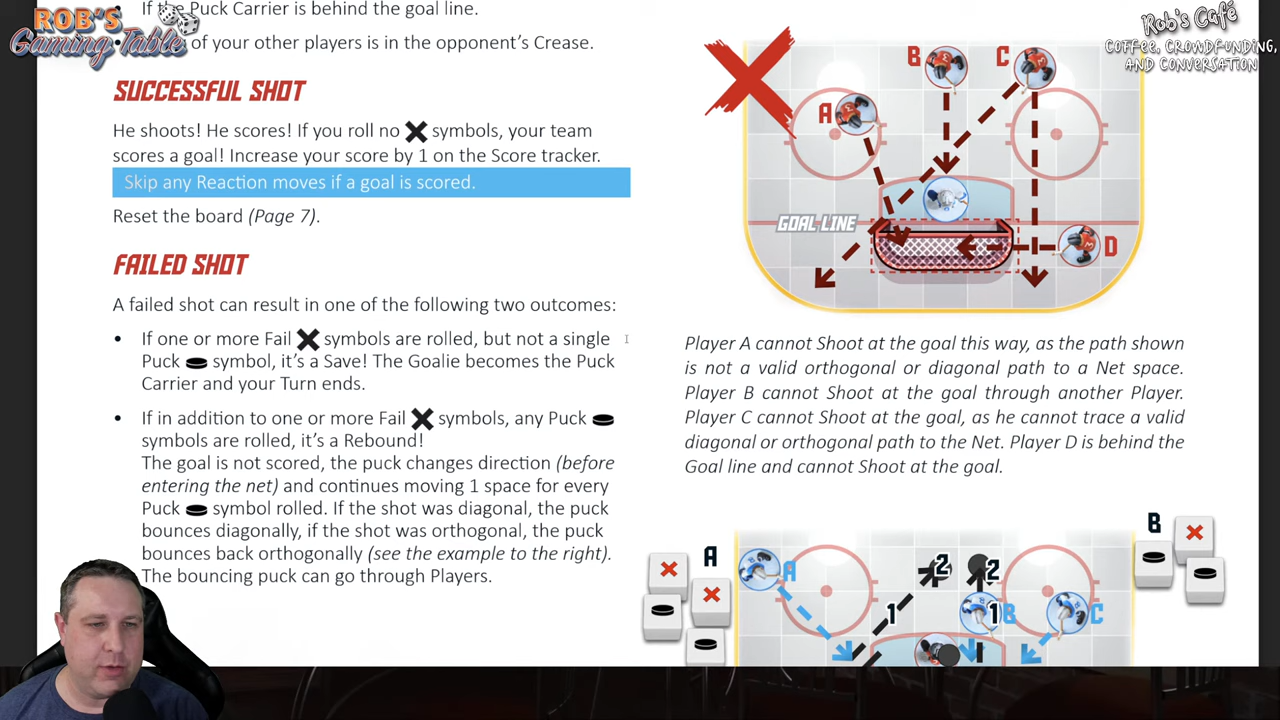 ROB'S
Gaming Table
Rob's Café
COFFEE, CROWDFUNDING,
AND CONVERSATION
If the Puck Carrier is behind the goal line.
of your other players is in the opponent's Crease.
SUCCESSFUL SHOT
He shoots! He scores! If you roll no symbols, your team
scores a goal! Increase your score by 1 on the Score tracker.
Skip any Reaction moves if a goal is scored.
Reset the board (Page 7).
FAILED SHOT
A failed shot can result in one of the following two outcomes:
• If one or more Fail symbols are rolled, but not a single
Puck symbol, it's a Save! The Goalie becomes the Puck
Carrier and your Turn ends.
• If in addition to one or more Fail symbols, any Puck
symbols are rolled, it's a Rebound!
The goal is not scored, the puck changes direction (before
entering the net) and continues moving 1 space for every
Puck symbol rolled. If the shot was diagonal, the puck
bounces diagonally, if the shot was orthogonal, the puck
bounces back orthogonally (see the example to the right).
The bouncing puck can go through Players.
B C
A
GOAL LINE
D
Player A cannot Shoot at the goal this way, as the path shown
is not a valid orthogonal or diagonal path to a Net space.
Player B cannot Shoot at the goal through another Player.
Player C cannot Shoot at the goal, as he cannot trace a valid
diagonal or orthogonal path to the Net. Player D is behind the
Goal line and cannot Shoot at the goal.
B
A
A 2 2
1 1 B C